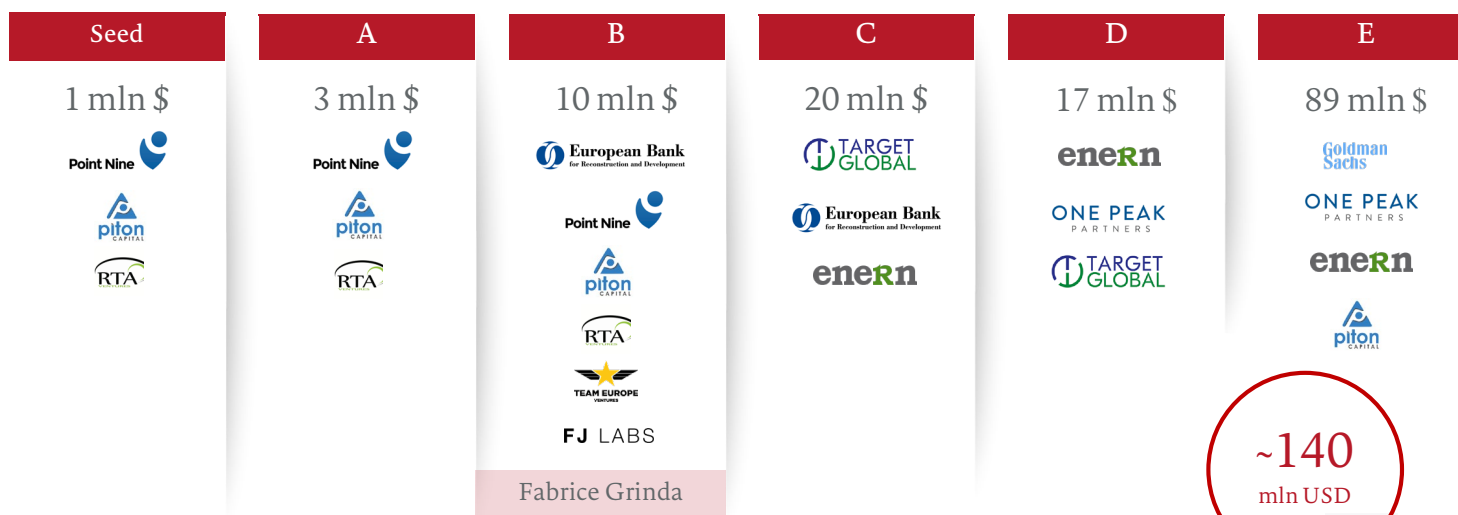 Seed
1 mln $
Point Nine
piton
CAPITAL
RTA
VENTURES
A
3 mln $
Point Nine
piton
CAPITAL
RTA
VENTURES
B
10 mln $
European Bank
for Reconstruction and Development
Point Nine
piton
CAPITAL
RTA
VENTURES
TEAM EUROPE
VENTURES
FJ LABS
Fabrice Grinda
C
20 mln $
TARGET
GLOBAL
European Bank
for Reconstruction and Development
enern
D
17 mln $
enern
ONE PEAK
PARTNERS
TARGET
GLOBAL
E
89 mln $
Goldman
Sachs
ONE PEAK
PARTNERS
enern
piton
CAPITAL
~140
mln USD